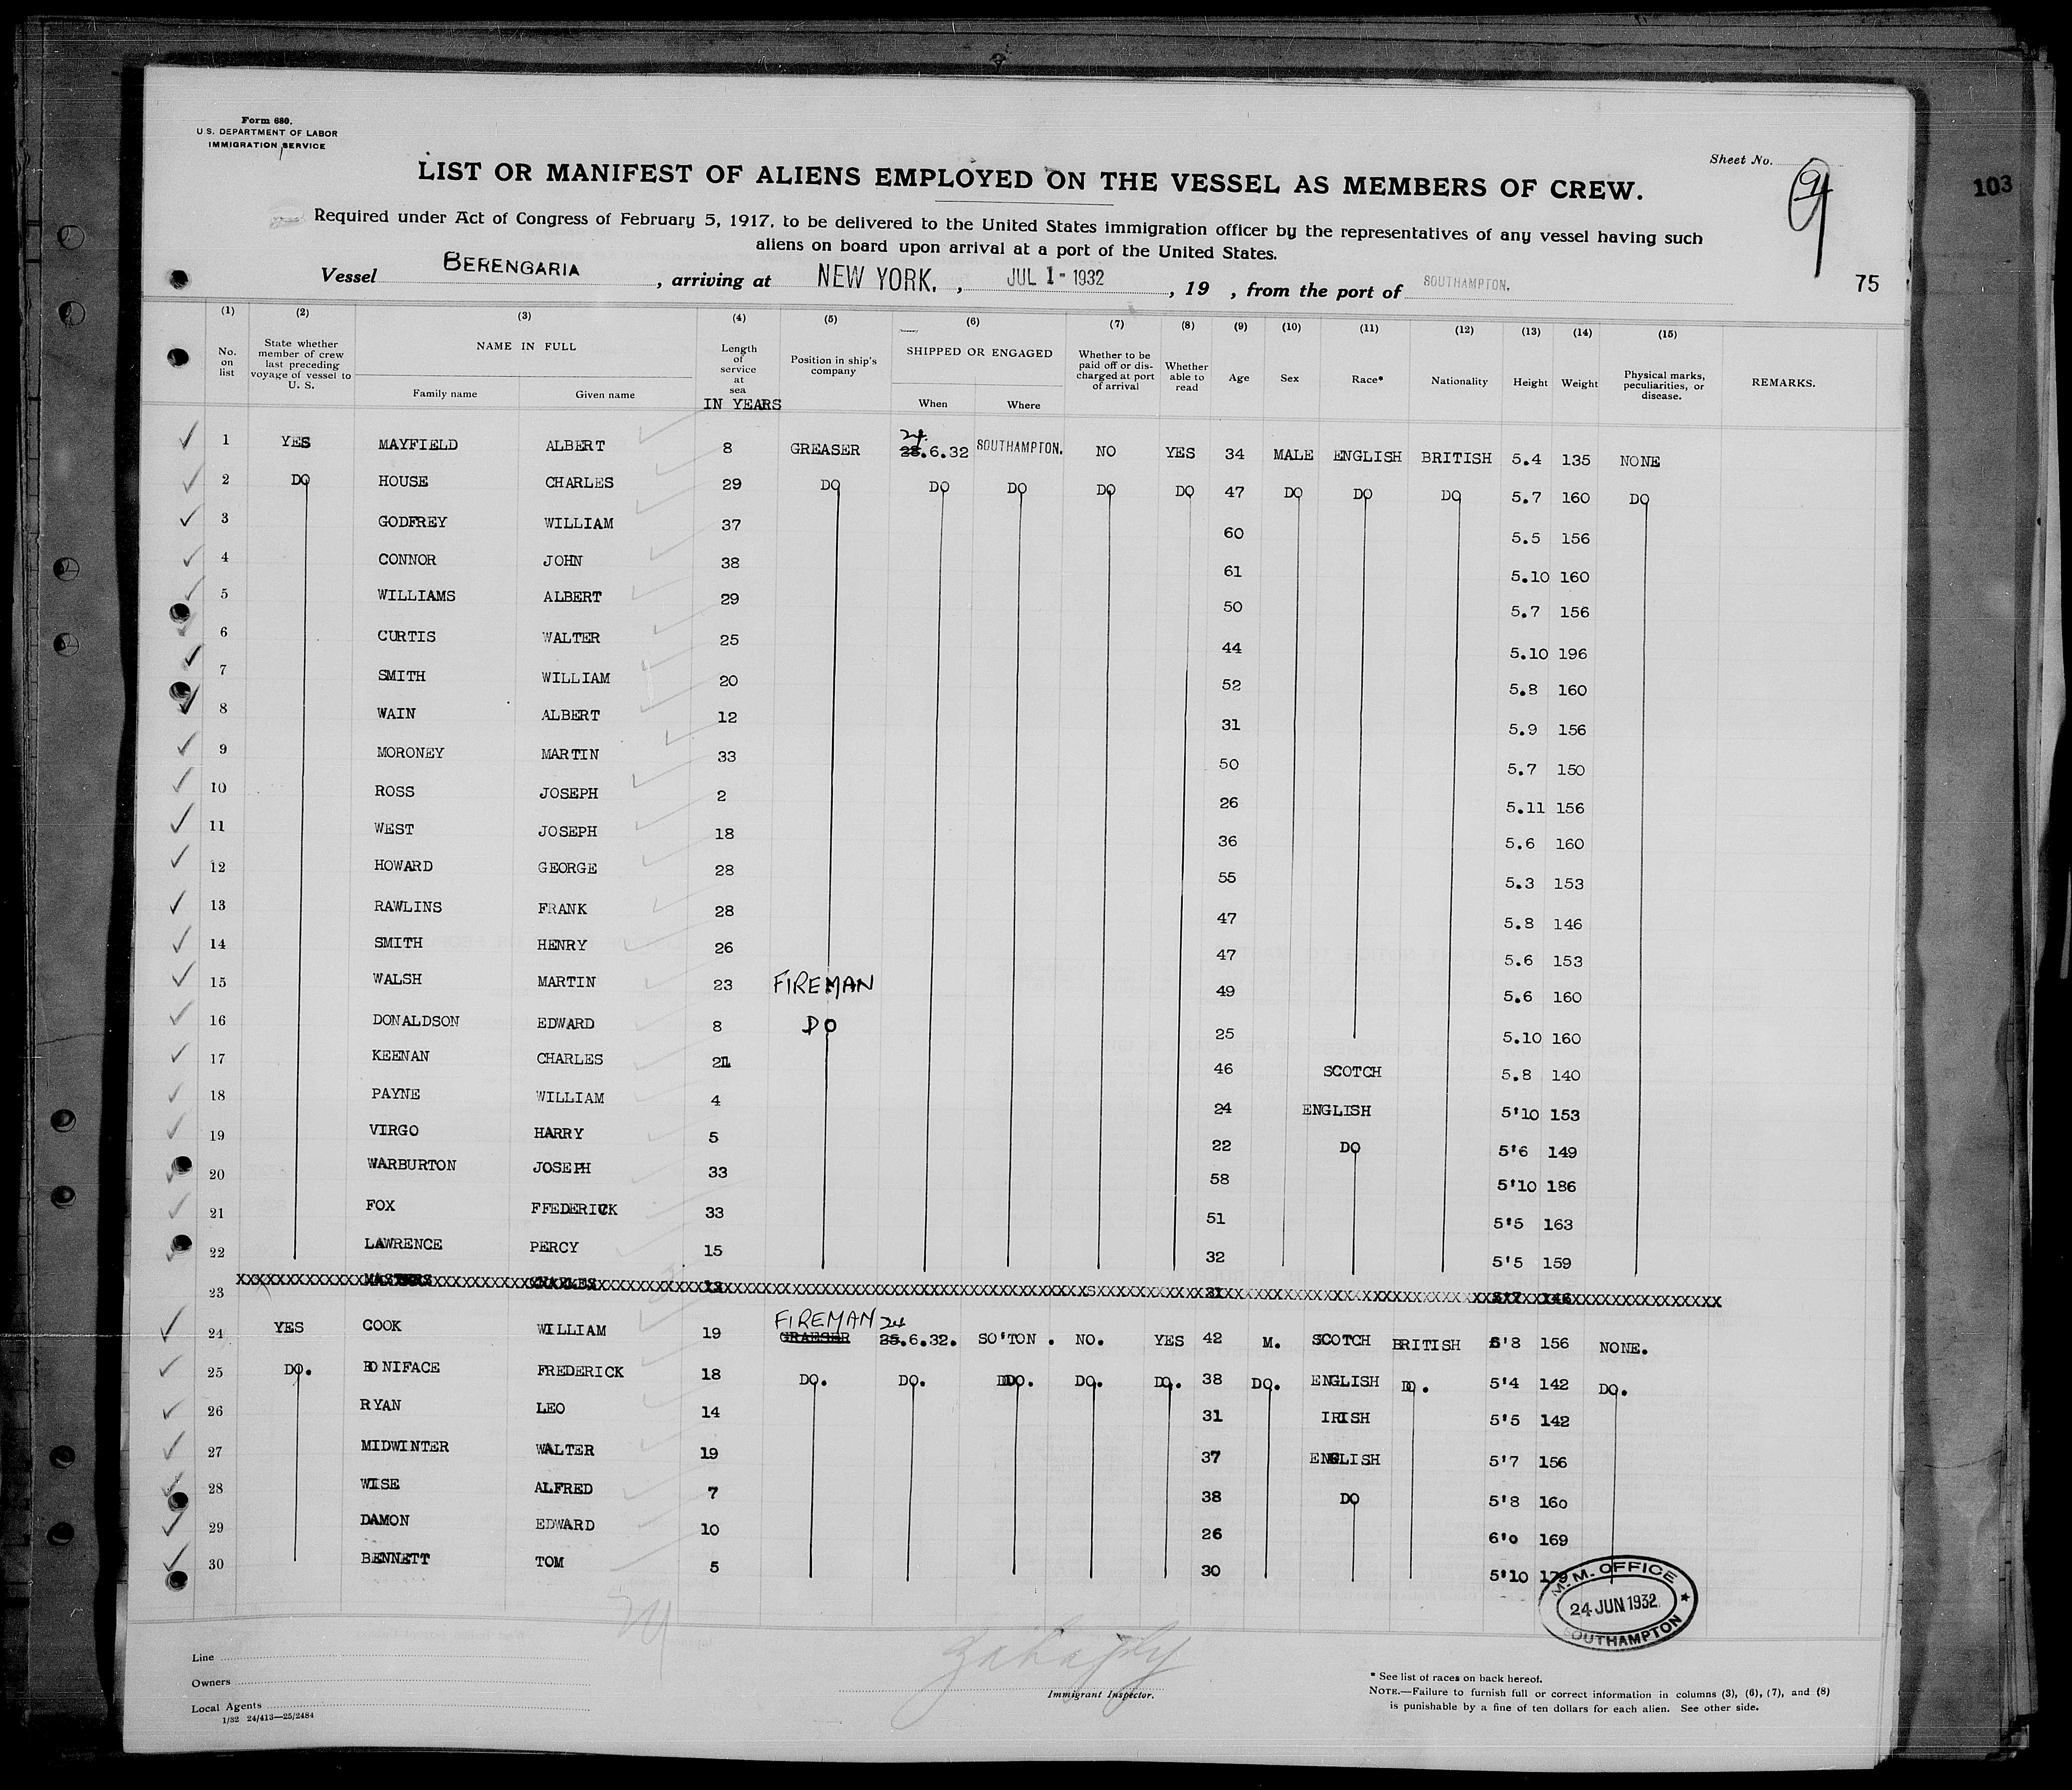 Form 680.
U.S. DEPARTMENT OF LABOR
IMMIGRATION SERVICE
Sheet No.
103
LIST OR MANIFEST OF ALIENS EMPLOYED ON THE VESSEL AS MEMBERS OF CREW.
Required under Act of Congress of February 5, 1917, to be delivered to the United States immigration officer by the representatives of any vessel having such
aliens on board upon arrival at a port of the United States.
Vessel BERENGARIA, arriving at NEW YORK., JUL 1 - 1932, 19 , from the port of SOUTHAMPTON.
75
(1) (2) (3) (4) (5) (6) (7) (8) (9) (10) (11) (12) (13) (14) (15)
No. on list
State whether member of crew last preceding voyage of vessel to U. S.
NAME IN FULL
Family name Given name
Length of service at sea
IN YEARS
Position in ship's company
SHIPPED OR ENGAGED
When Where
Whether to be paid off or discharged at port of arrival
Whether able to read
Age Sex Race* Nationality Height Weight
Physical marks, peculiarities, or disease.
REMARKS.
1 YES MAYFIELD ALBERT 8 GREASER 24 25.6.32 SOUTHAMPTON. NO YES 34 MALE ENGLISH BRITISH 5.4 135 NONE
2 DO HOUSE CHARLES 29 DO DO DO DO DO 47 DO DO DO 5.7 160 DO
3 GODFREY WILLIAM 37 60 5.5 156
4 CONNOR JOHN 38 61 5.10 160
5 WILLIAMS ALBERT 29 50 5.7 156
6 CURTIS WALTER 25 44 5.10 196
7 SMITH WILLIAM 20 52 5.8 160
8 WAIN ALBERT 12 31 5.9 156
9 MORONEY MARTIN 33 50 5.7 150
10 ROSS JOSEPH 2 26 5.11 156
11 WEST JOSEPH 18 36 5.6 160
12 HOWARD GEORGE 28 55 5.3 153
13 RAWLINS FRANK 28 47 5.8 146
14 SMITH HENRY 26 47 5.6 153
15 WALSH MARTIN 23 FIREMAN 49 5.6 160
16 DONALDSON EDWARD 8 DO 25 5.10 160
17 KEENAN CHARLES 21 46 SCOTCH 5.8 140
18 PAYNE WILLIAM 4 24 ENGLISH 5'10 153
19 VIRGO HARRY 5 22 DO 5'6 149
20 WARBURTON JOSEPH 33 58 5'10 186
21 FOX FFEDERICK 33 51 5'5 163
22 LAWRENCE PERCY 15 32 5'5 159
23 MASTERS CHARLES 31 5'7 146
24 YES COOK WILLIAM 19 FIREMAN GRAESER 24 25.6.32. SO'TON . NO. YES 42 M. SCOTCH BRITISH 5'8 156 NONE.
25 DO. BONIFACE FREDERICK 18 DO. DO. DO. DO. DO. 38 DO. ENGLISH DO. 5'4 142 DO.
26 RYAN LEO 14 31 IRISH 5'5 142
27 MIDWINTER WALTER 19 37 ENGLISH 5'7 156
28 WISE ALFRED 7 38 DO 5'8 160
29 DAMON EDWARD 10 26 6'0 169
30 BENNETT TOM 5 30 5'10 179
M.M. OFFICE
24 JUN 1932
SOUTHAMPTON
Line
Owners
Local Agents
1/32 24/413—25/2484
Immigrant Inspector.
* See list of races on back hereof.
NOTE.—Failure to furnish full or correct information in columns (3), (6), (7), and (8)
is punishable by a fine of ten dollars for each alien. See other side.